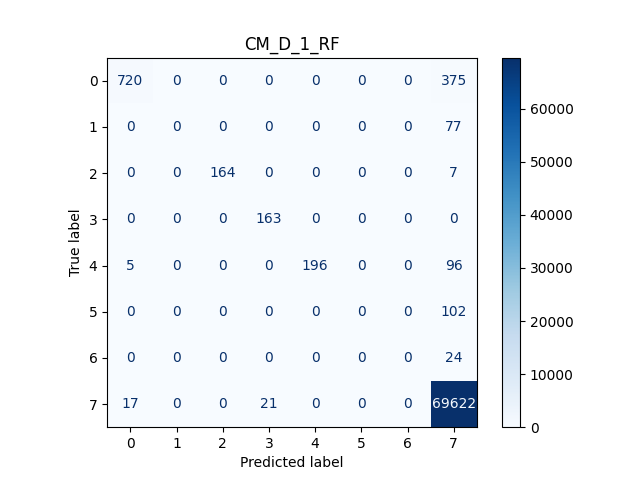 CM_D_1_RF
0 720 0 0 0 0 0 0 375
1 0 0 0 0 0 0 0 77
2 0 0 164 0 0 0 0 7
3 0 0 0 163 0 0 0 0
4 5 0 0 0 196 0 0 96
5 0 0 0 0 0 0 0 102
6 0 0 0 0 0 0 0 24
7 17 0 0 21 0 0 0 69622
0 1 2 3 4 5 6 7
Predicted label
True label
60000
50000
40000
30000
20000
10000
0